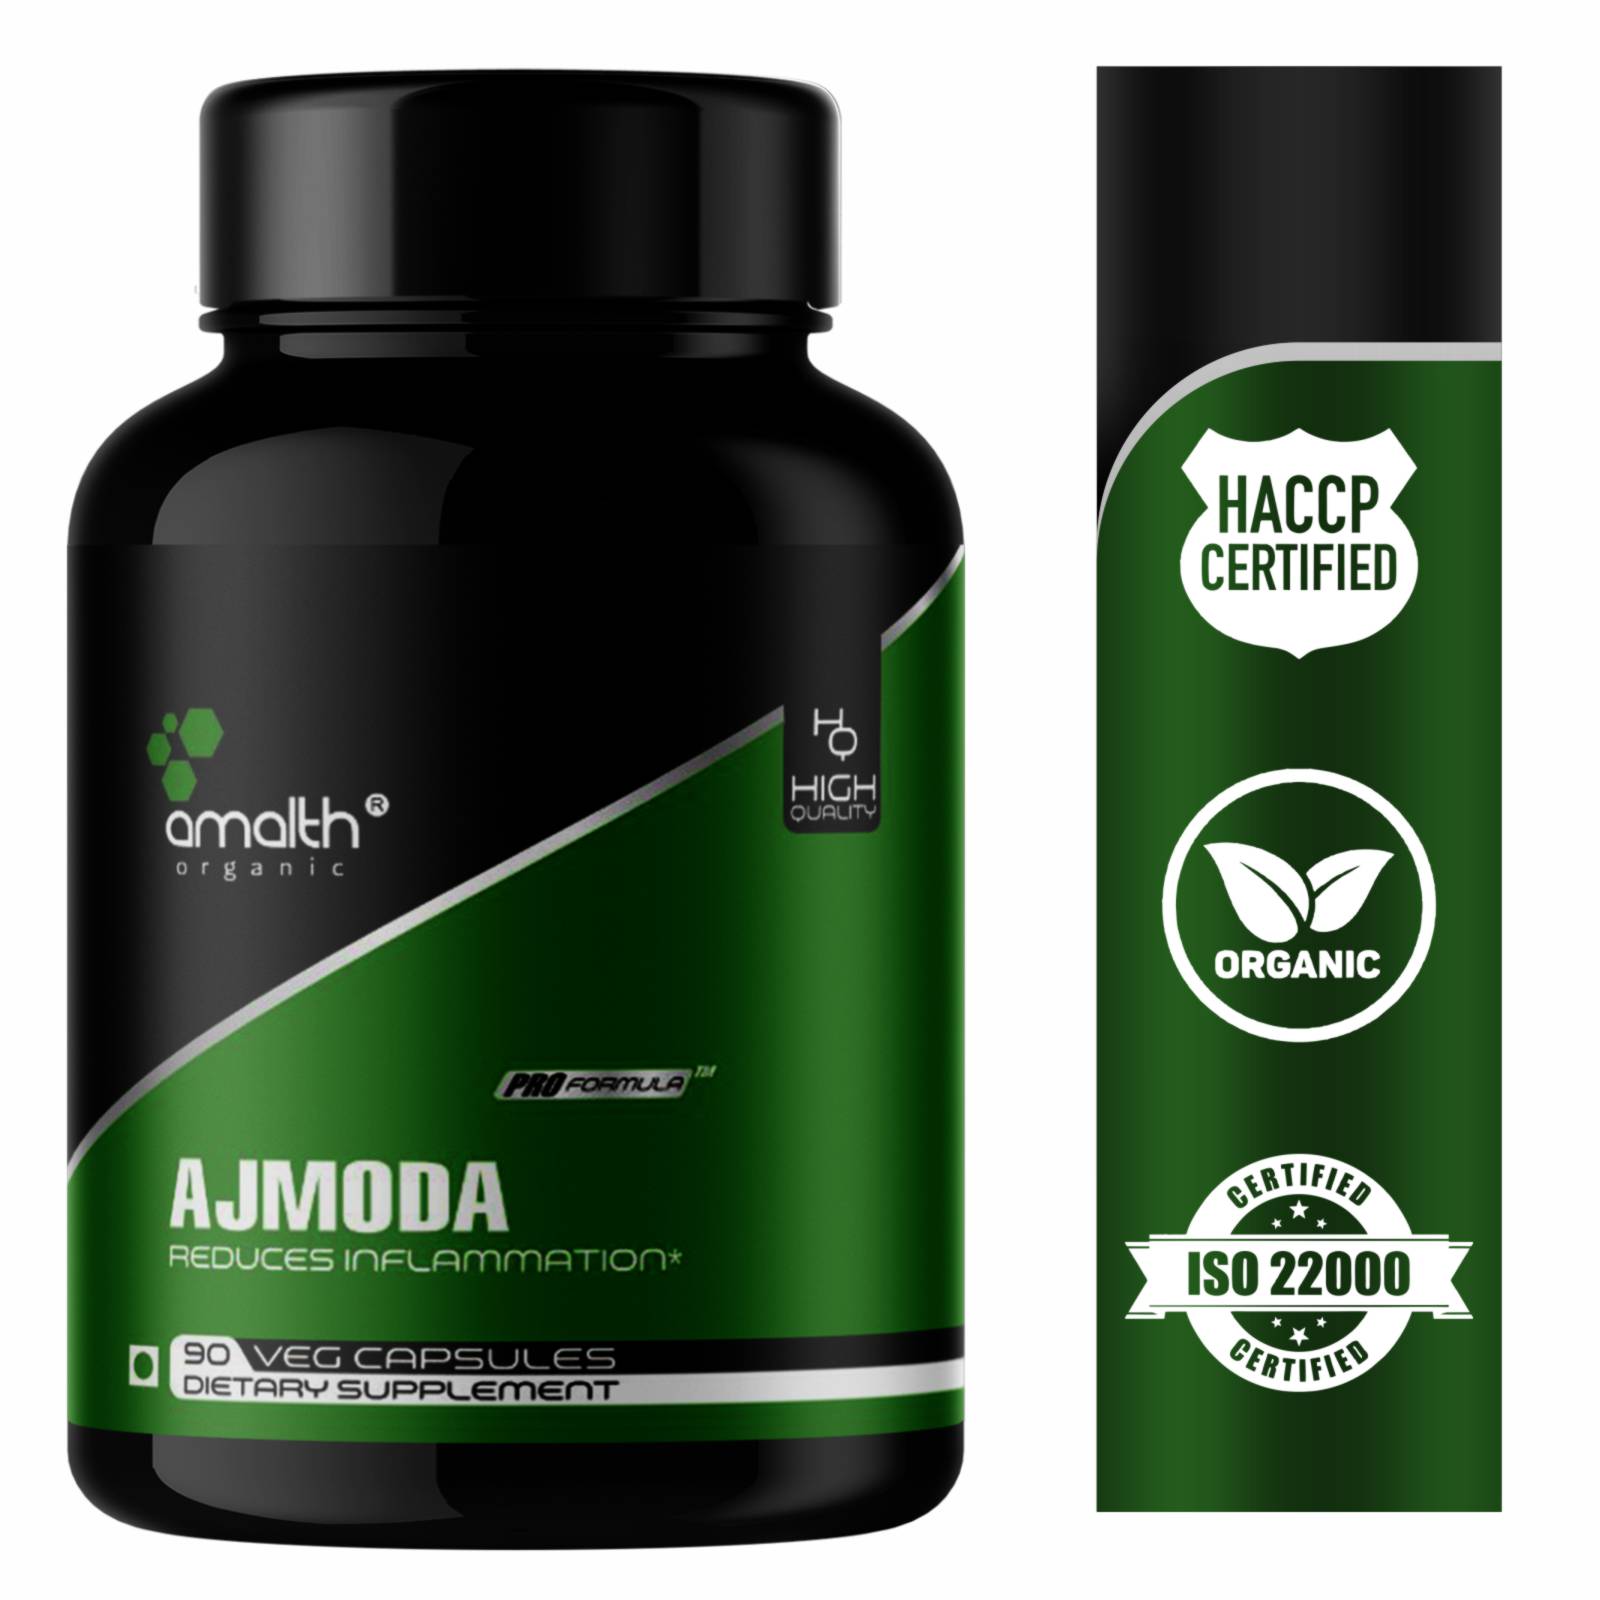 amalth®
organic
HQ
HIGH
QUALITY
PRO FORMULA™
AJMODA
REDUCES INFLAMMATION*
90 VEG CAPSULES
DIETARY SUPPLEMENT
HACCP
CERTIFIED
ORGANIC
CERTIFIED
ISO 22000
CERTIFIED